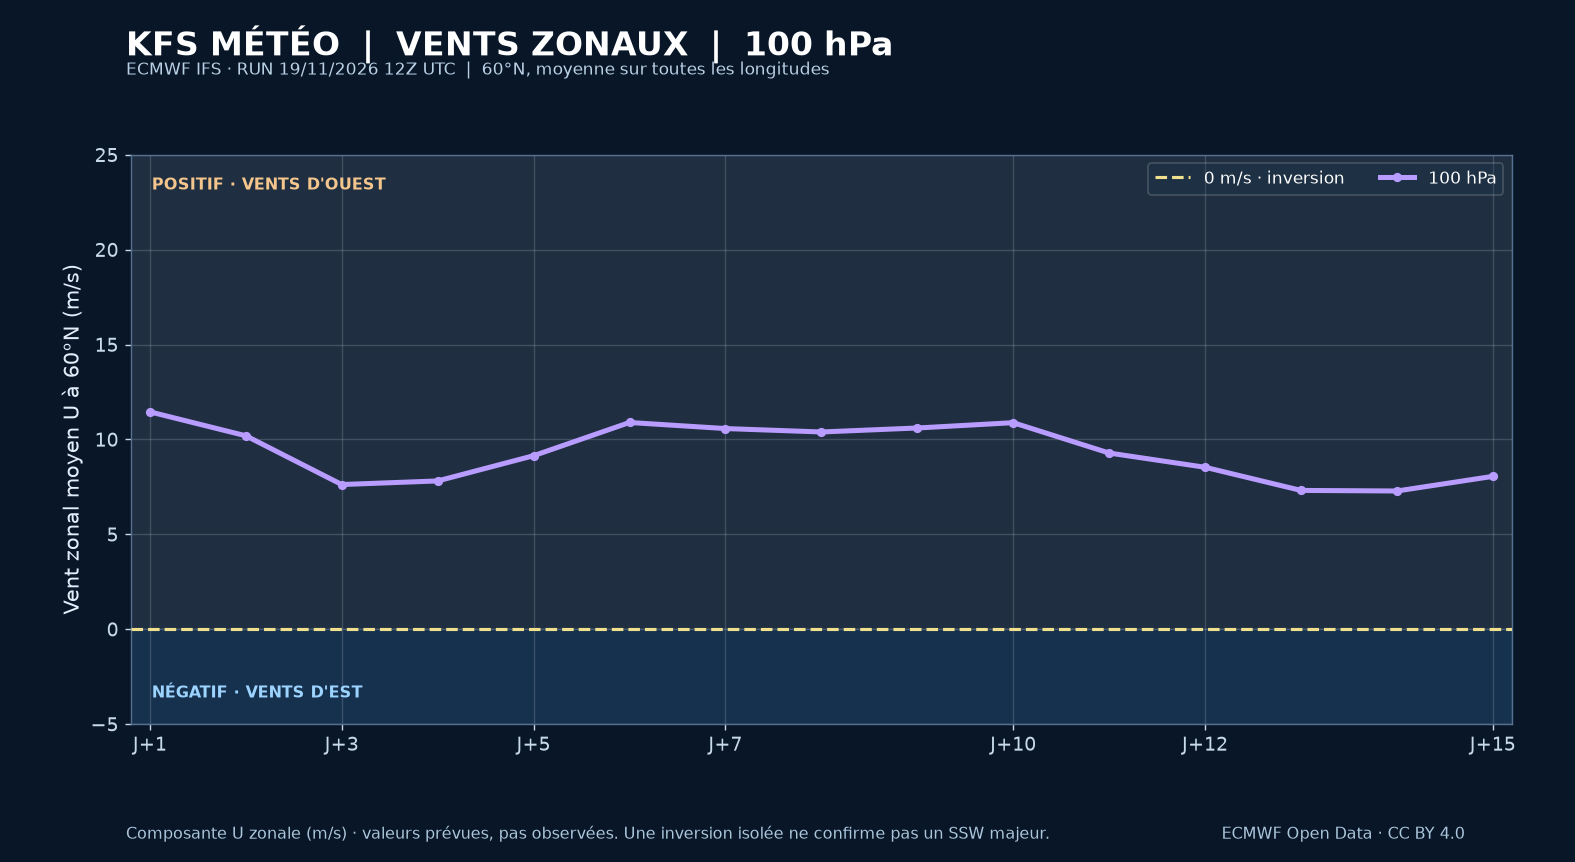 KFS MÉTÉO | VENTS ZONAUX | 100 hPa
ECMWF IFS · RUN 19/11/2026 12Z UTC | 60°N, moyenne sur toutes les longitudes
25
POSITIF · VENTS D'OUEST
0 m/s · inversion
100 hPa
20
15
10
5
0
−5
Vent zonal moyen U à 60°N (m/s)
NÉGATIF · VENTS D'EST
J+1
J+3
J+5
J+7
J+10
J+12
J+15
Composante U zonale (m/s) · valeurs prévues, pas observées. Une inversion isolée ne confirme pas un SSW majeur.
ECMWF Open Data · CC BY 4.0